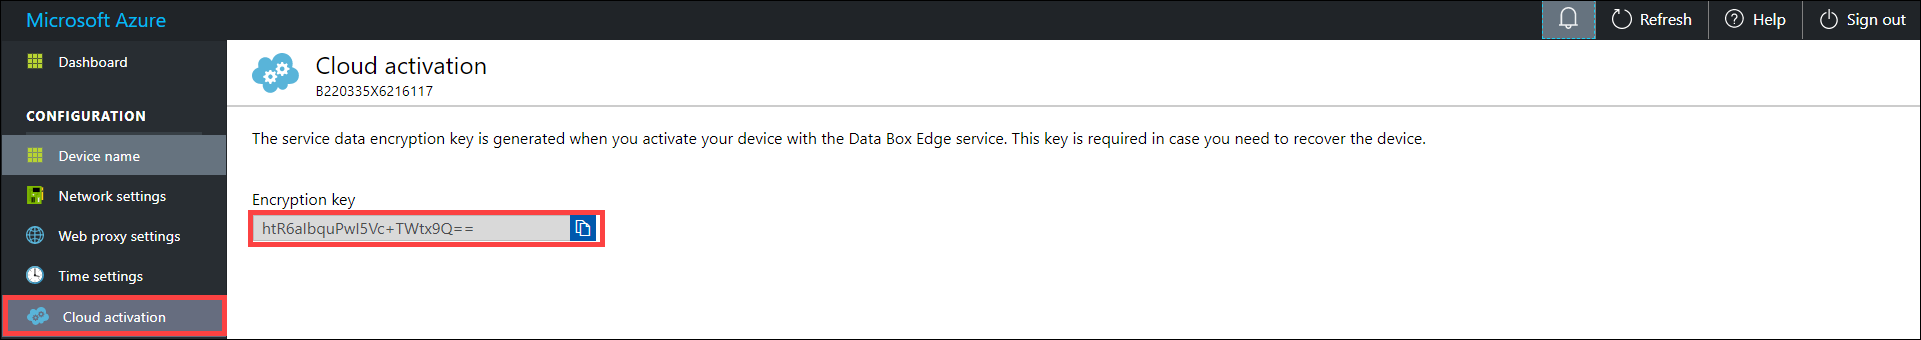 Microsoft Azure
Refresh
Help
Sign out
Dashboard
CONFIGURATION
Device name
Network settings
Web proxy settings
Time settings
Cloud activation
Cloud activation
B220335X6216117
The service data encryption key is generated when you activate your device with the Data Box Edge service. This key is required in case you need to recover the device.
Encryption key
htR6aIbquPwI5Vc+TWtx9Q==